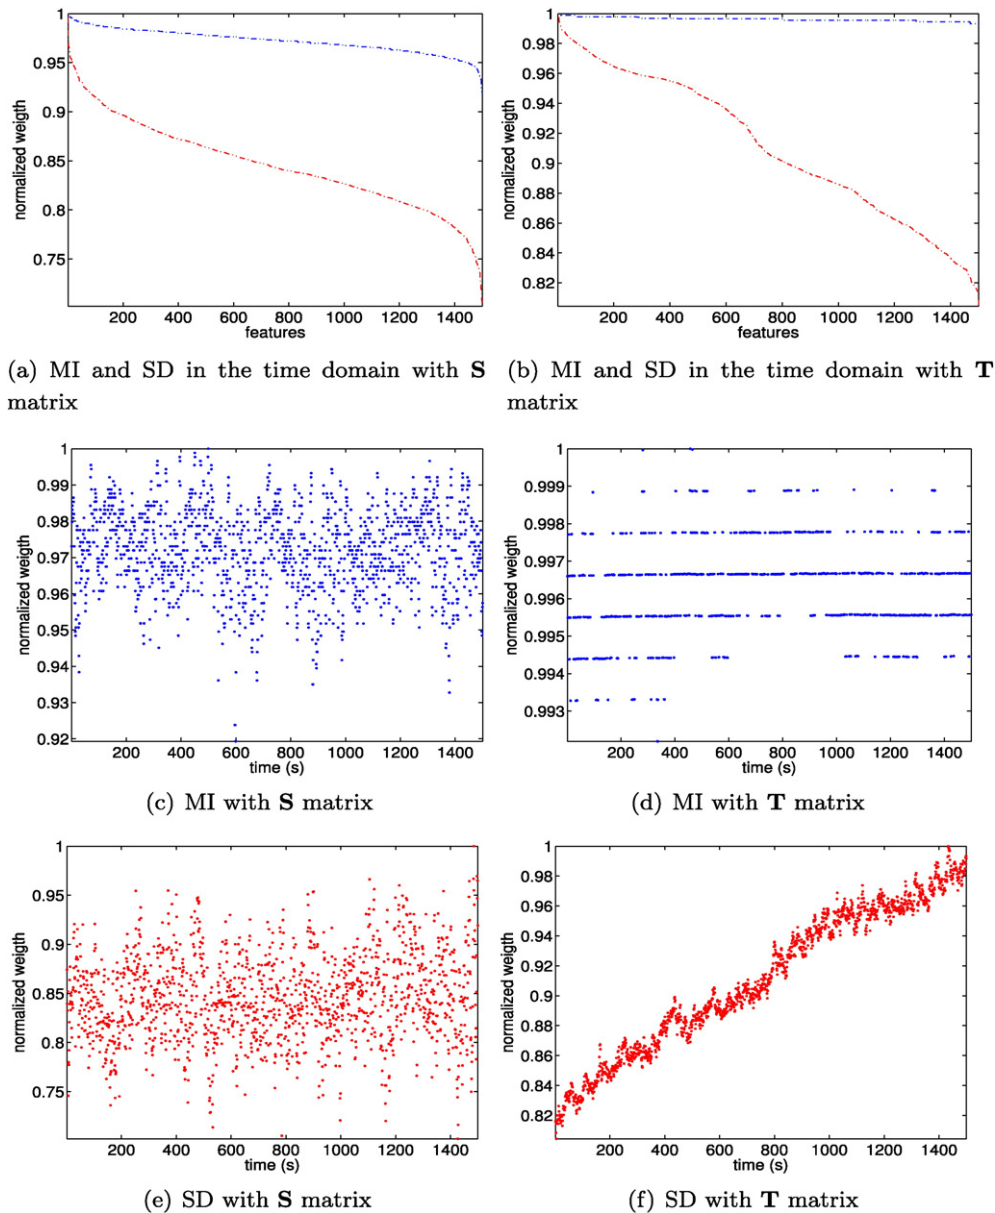 1
0.95
0.9
0.85
0.8
0.75
normalized weigth
200 400 600 800 1000 1200 1400
features
1
0.98
0.96
0.94
0.92
0.9
0.88
0.86
0.84
0.82
normalized weigth
200 400 600 800 1000 1200 1400
features
(a) MI and SD in the time domain with S
matrix
(b) MI and SD in the time domain with T
matrix
1
0.99
0.98
0.97
0.96
0.95
0.94
0.93
0.92
normalized weigth
200 400 600 800 1000 1200 1400
time (s)
1
0.999
0.998
0.997
0.996
0.995
0.994
0.993
normalized weigth
200 400 600 800 1000 1200 1400
time (s)
(c) MI with S matrix
(d) MI with T matrix
1
0.95
0.9
0.85
0.8
0.75
normalized weigth
200 400 600 800 1000 1200 1400
time (s)
1
0.98
0.96
0.94
0.92
0.9
0.88
0.86
0.84
0.82
normalized weigth
200 400 600 800 1000 1200 1400
time (s)
(e) SD with S matrix
(f) SD with T matrix